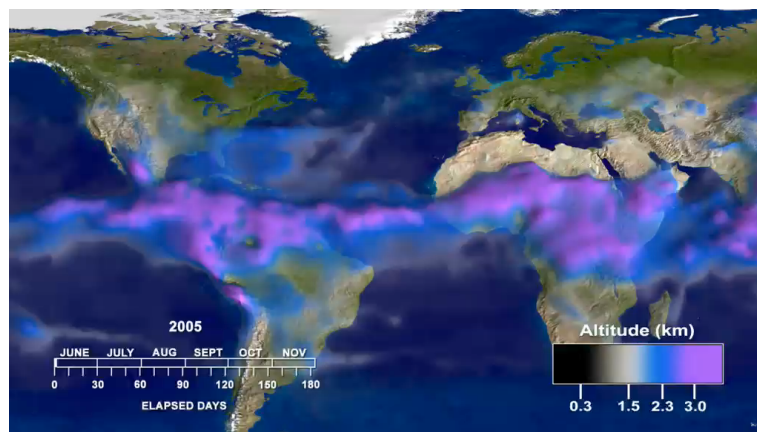 2005
JUNE JULY AUG SEPT OCT NOV
0 30 60 90 120 150 180
ELAPSED DAYS
Altitude (km)
0.3 1.5 2.3 3.0